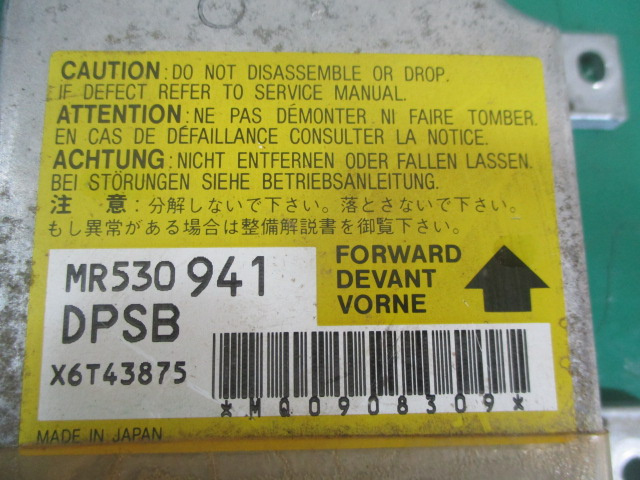 CAUTION : DO NOT DISASSEMBLE OR DROP.
IF DEFECT REFER TO SERVICE MANUAL.
ATTENTION : NE PAS DÉMONTER NI FAIRE TOMBER.
EN CAS DE DÉFAILLANCE CONSULTER LA NOTICE.
ACHTUNG : NICHT ENTFERNEN ODER FALLEN LASSEN.
BEI STÖRUNGEN SIEHE BETRIEBSANLEITUNG.
注 意 : 分解しないで下さい。落とさないで下さい。
もし異常がある場合は整備解説書を御覧下さい。
MR530 941
DPSB
X6T43875
FORWARD
DEVANT
VORNE
*MQ0908309*
MADE IN JAPAN